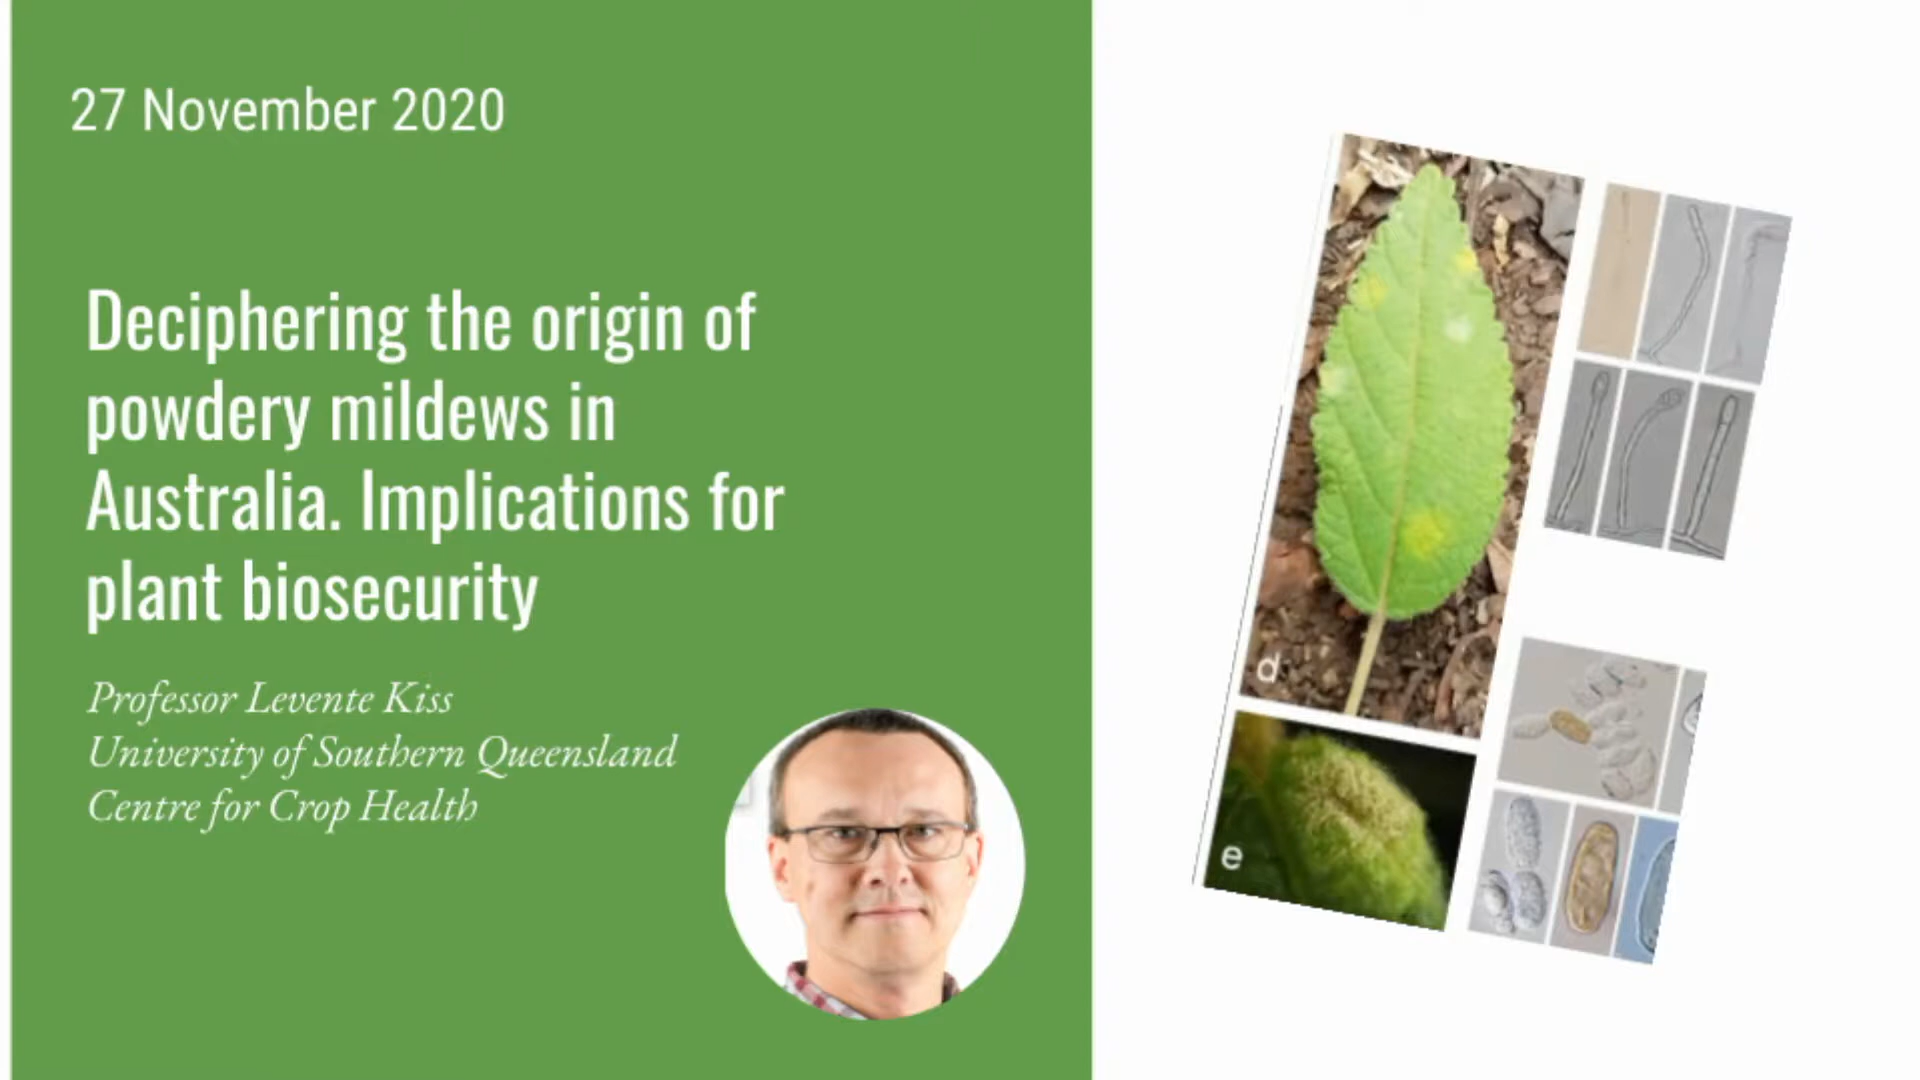 27 November 2020
Deciphering the origin of
powdery mildews in
Australia. Implications for
plant biosecurity
Professor Levente Kiss
University of Southern Queensland
Centre for Crop Health
d
e